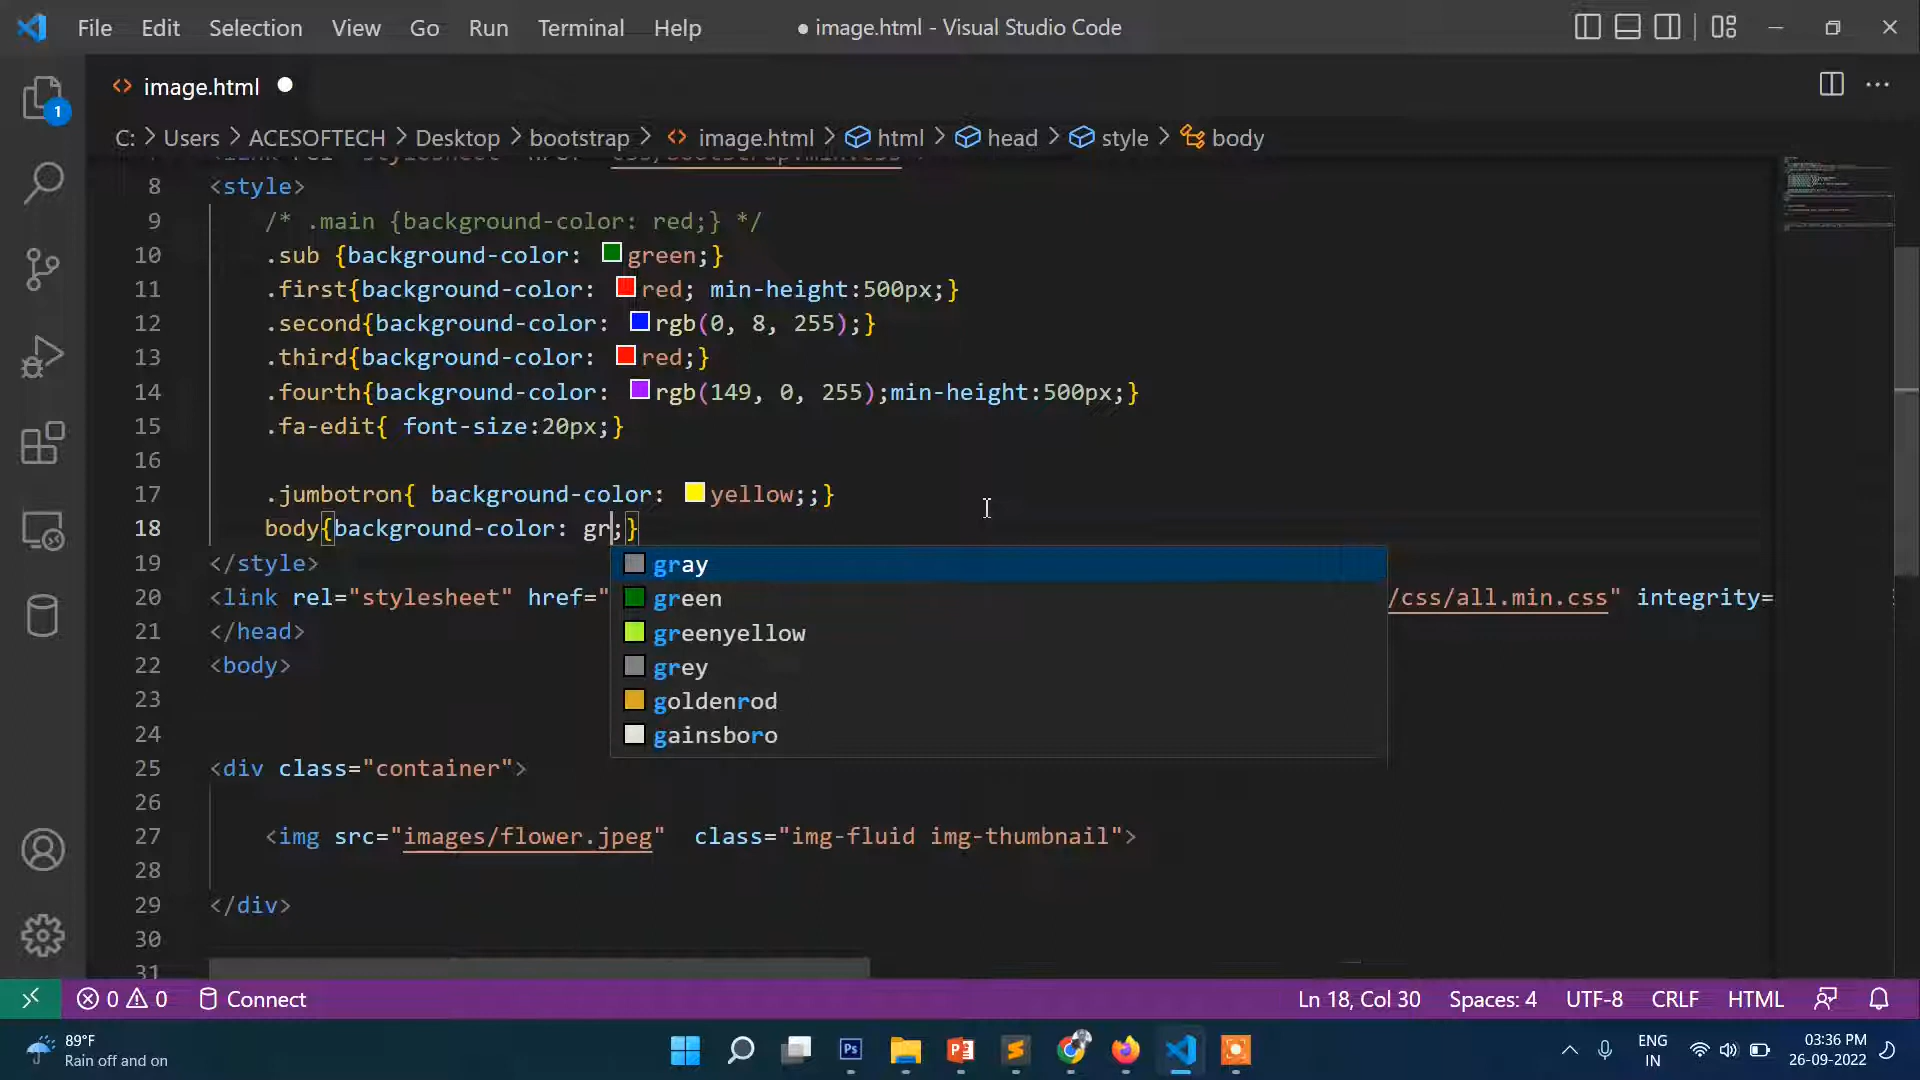 File Edit Selection View Go Run Terminal Help ● image.html - Visual Studio Code
image.html
1
C: > Users > ACESOFTECH > Desktop > bootstrap > image.html > html > head > style > body
8 <style>
9 /* .main {background-color: red;} */
10 .sub {background-color: green;}
11 .first{background-color: red; min-height:500px;}
12 .second{background-color: rgb(0, 8, 255);}
13 .third{background-color: red;}
14 .fourth{background-color: rgb(149, 0, 255);min-height:500px;}
15 .fa-edit{ font-size:20px;}
16
17 .jumbotron{ background-color: yellow;;}
18 body{background-color: gr;}
19 </style>
gray
20 <link rel="stylesheet" href=" /css/all.min.css" integrity=
green
21 </head>
greenyellow
22 <body>
grey
23
goldenrod
24
gainsboro
25 <div class="container">
26
27 <img src="images/flower.jpeg" class="img-fluid img-thumbnail">
28
29 </div>
30
31
0 0 Connect Ln 18, Col 30 Spaces: 4 UTF-8 CRLF HTML
89°F
Rain off and on
Ps
ENG
IN
03:36 PM
26-09-2022